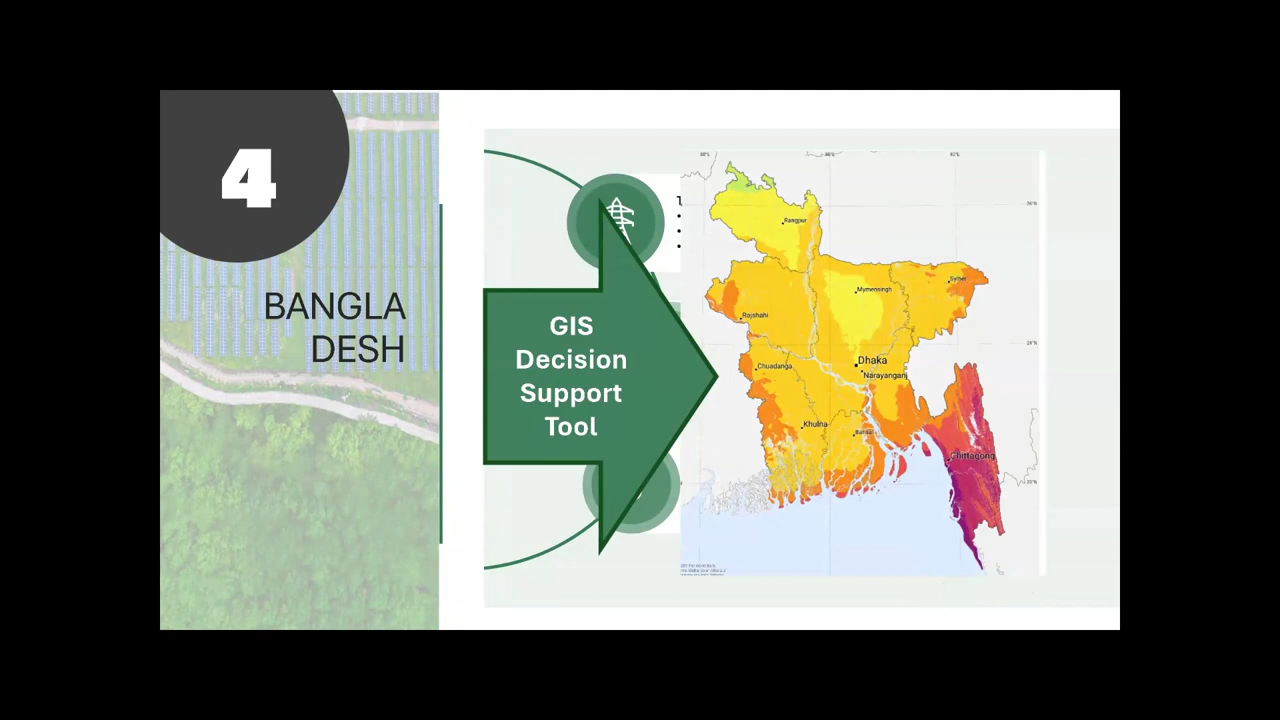 4
BANGLA
DESH
GIS
Decision
Support
Tool
Rangpur
Sylhet
Mymensingh
Rajshahi
Dhaka
Narayanganj
Chuadanga
Khulna
Barisal
Chittagong